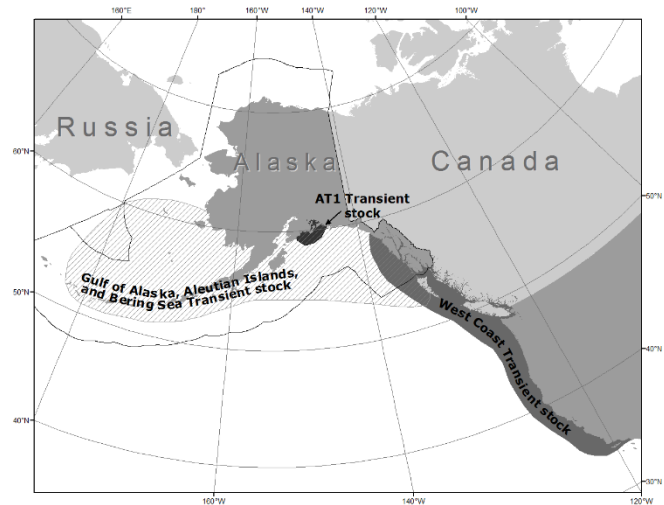 160°E 180° 160°W 140°W 120°W 100°W
Russia
Alaska
Canada
60°N
50°N
AT1 Transient
stock
Gulf of Alaska, Aleutian Islands,
and Bering Sea Transient stock
50°N
West Coast Transient stock
40°N
40°N
30°N
160°W 140°W 120°W